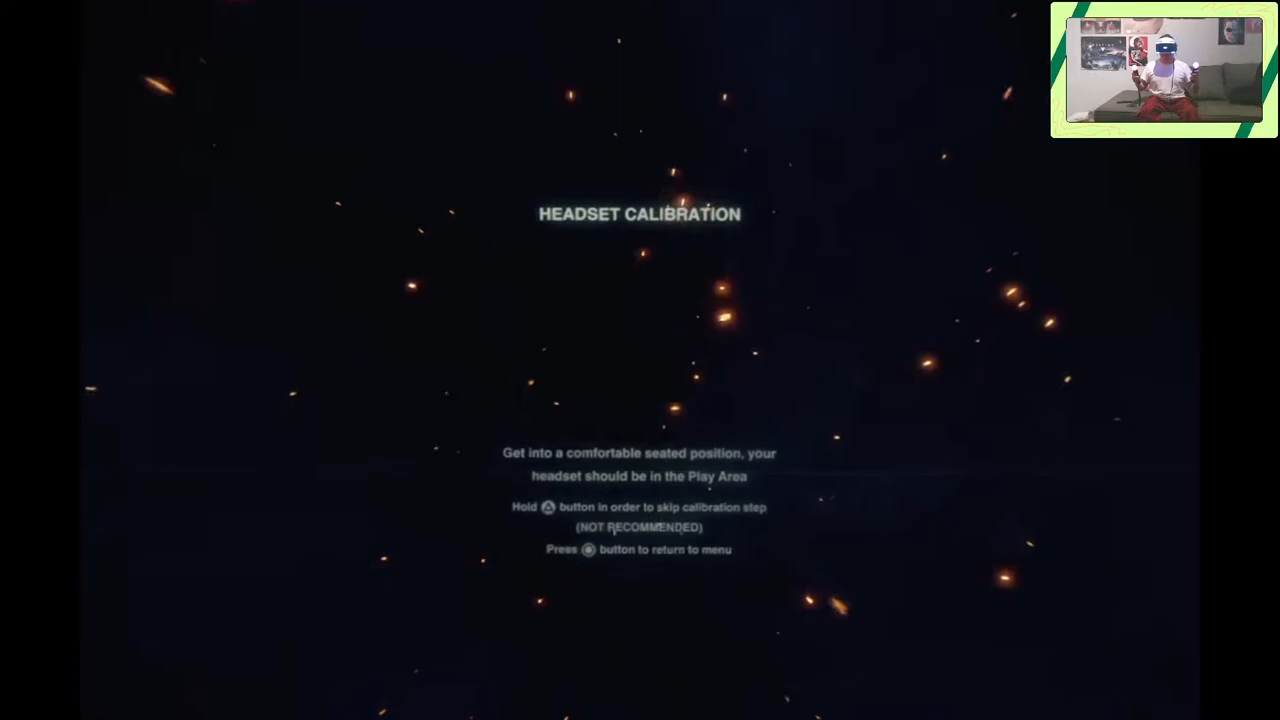 HEADSET CALIBRATION
Get into a comfortable seated position, your
headset should be in the Play Area
Hold button in order to skip calibration step
(NOT RECOMMENDED)
Press button to return to menu